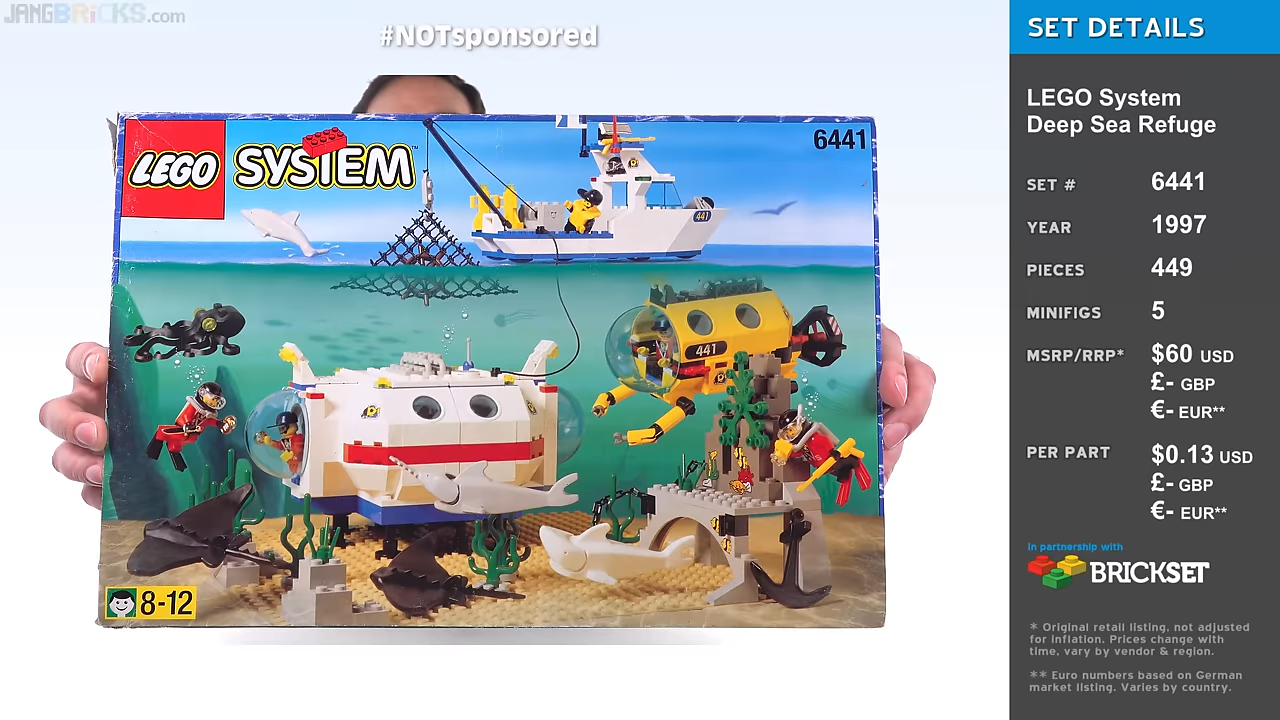 JANGBRiCKS.com
#NOTsponsored
LEGO SYSTEM™
6441
441
441
8-12
SET DETAILS
LEGO System
Deep Sea Refuge
SET # 6441
YEAR 1997
PIECES 449
MINIFIGS 5
MSRP/RRP* $60 USD
£- GBP
€- EUR**
PER PART $0.13 USD
£- GBP
€- EUR**
In partnership with
BRICKSET
* Original retail listing, not adjusted
for inflation. Prices change with
time, vary by vendor & region.
** Euro numbers based on German
market listing. Varies by country.